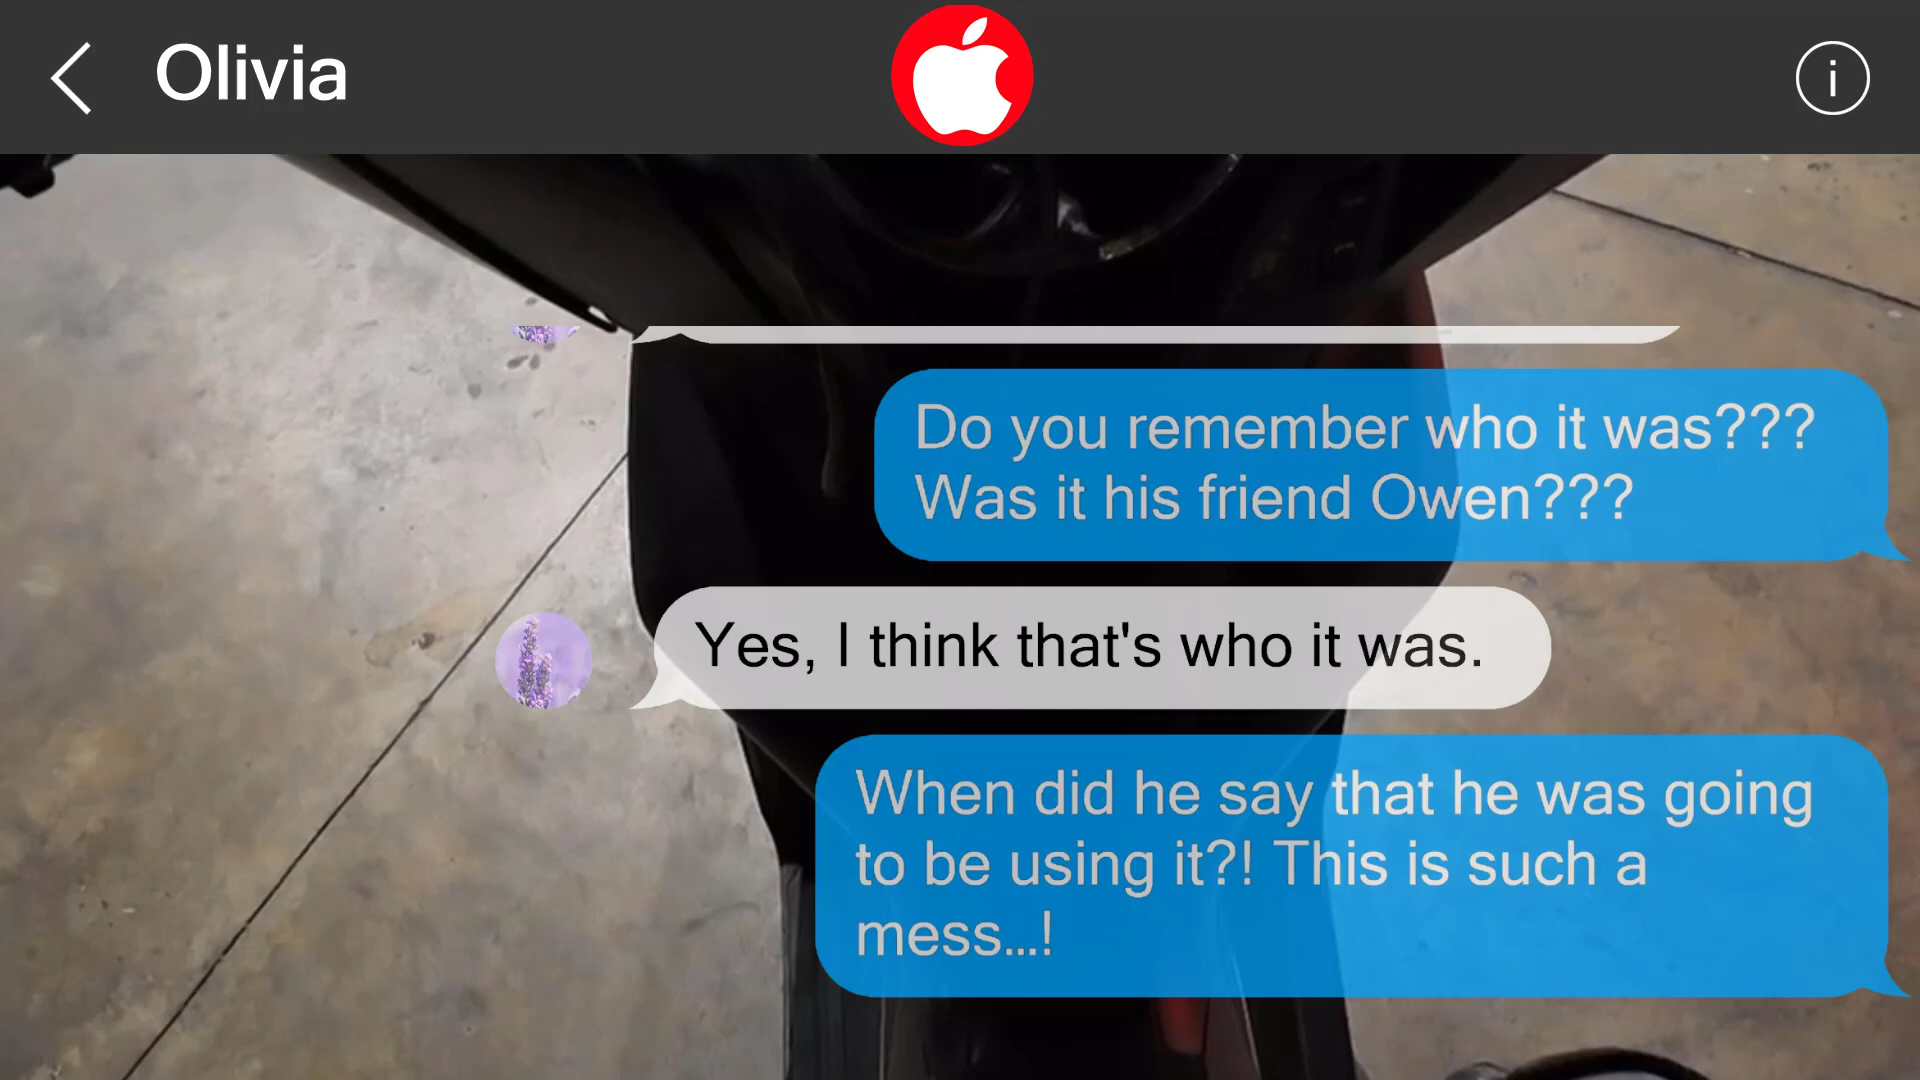 Olivia
i
Do you remember who it was???
Was it his friend Owen???
Yes, I think that's who it was.
When did he say that he was going
to be using it?! This is such a
mess...!